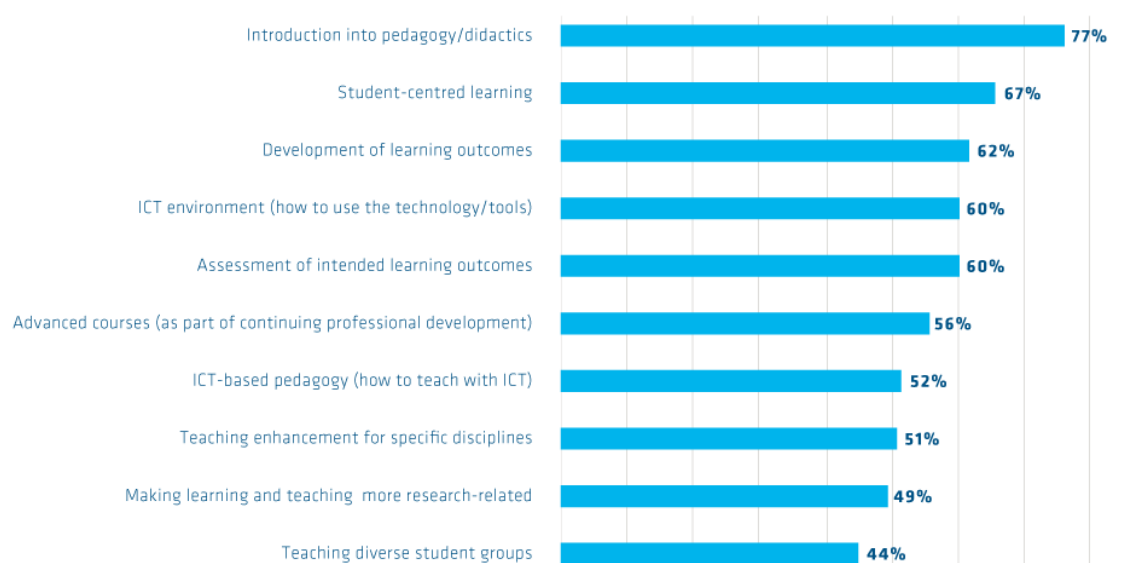 Introduction into pedagogy/didactics 77%
Student-centred learning 67%
Development of learning outcomes 62%
ICT environment (how to use the technology/tools) 60%
Assessment of intended learning outcomes 60%
Advanced courses (as part of continuing professional development) 56%
ICT-based pedagogy (how to teach with ICT) 52%
Teaching enhancement for specific disciplines 51%
Making learning and teaching more research-related 49%
Teaching diverse student groups 44%